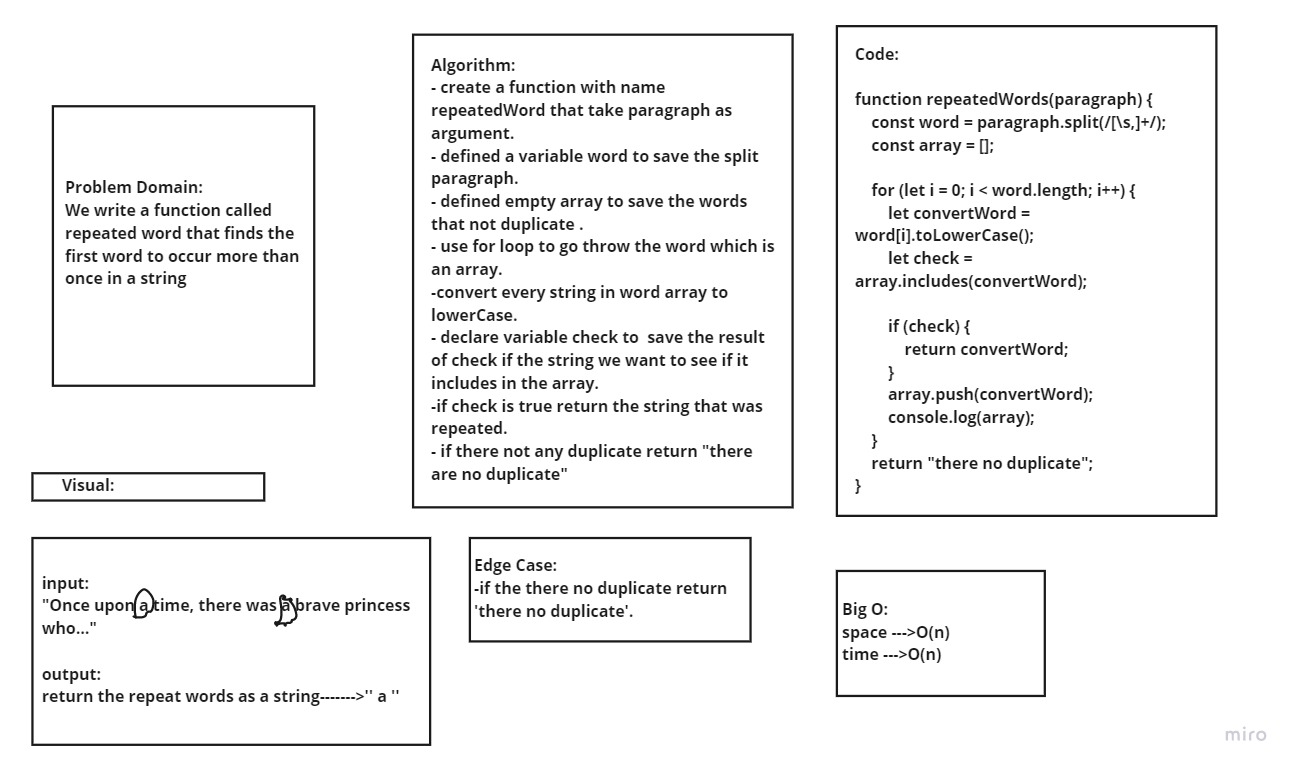 Problem Domain:
We write a function called
repeated word that finds the
first word to occur more than
once in a string
Algorithm:
- create a function with name
repeatedWord that take paragraph as
argument.
- defined a variable word to save the split
paragraph.
- defined empty array to save the words
that not duplicate .
- use for loop to go throw the word which is
an array.
-convert every string in word array to
lowerCase.
- declare variable check to  save the result
of check if the string we want to see if it
includes in the array.
-if check is true return the string that was
repeated.
- if there not any duplicate return "there
are no duplicate"
Code:
function repeatedWords(paragraph) {
    const word = paragraph.split(/[\s,]+/);
    const array = [];
    for (let i = 0; i < word.length; i++) {
        let convertWord =
word[i].toLowerCase();
        let check =
array.includes(convertWord);
        if (check) {
            return convertWord;
        }
        array.push(convertWord);
        console.log(array);
    }
    return "there no duplicate";
}
Visual:
input:
"Once upon a time, there was a brave princess
who..."
output:
return the repeat words as a string------->'' a ''
Edge Case:
-if the there no duplicate return
'there no duplicate'.
Big O:
space --->O(n)
time --->O(n)
miro